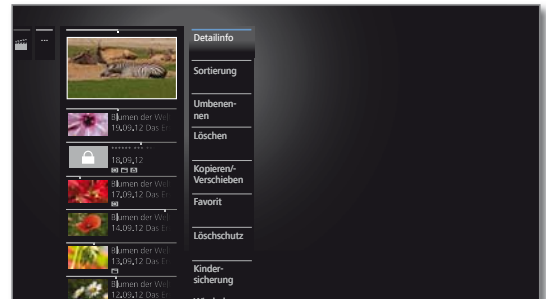 ...
Detailinfo
Sortierung
Umbenen-
nen
Löschen
Kopieren/-
Verschieben
Favorit
Löschschutz
Kinder-
sicherung
Blumen der Wel
19.09.12 Das Er
18.09.12
Blumen der Wel
17.09.12 Das Er
Blumen der Wel
14.09.12 Das Er
Blumen der Wel
13.09.12 Das Er
Blumen der Wel
12.09.12 Das Er